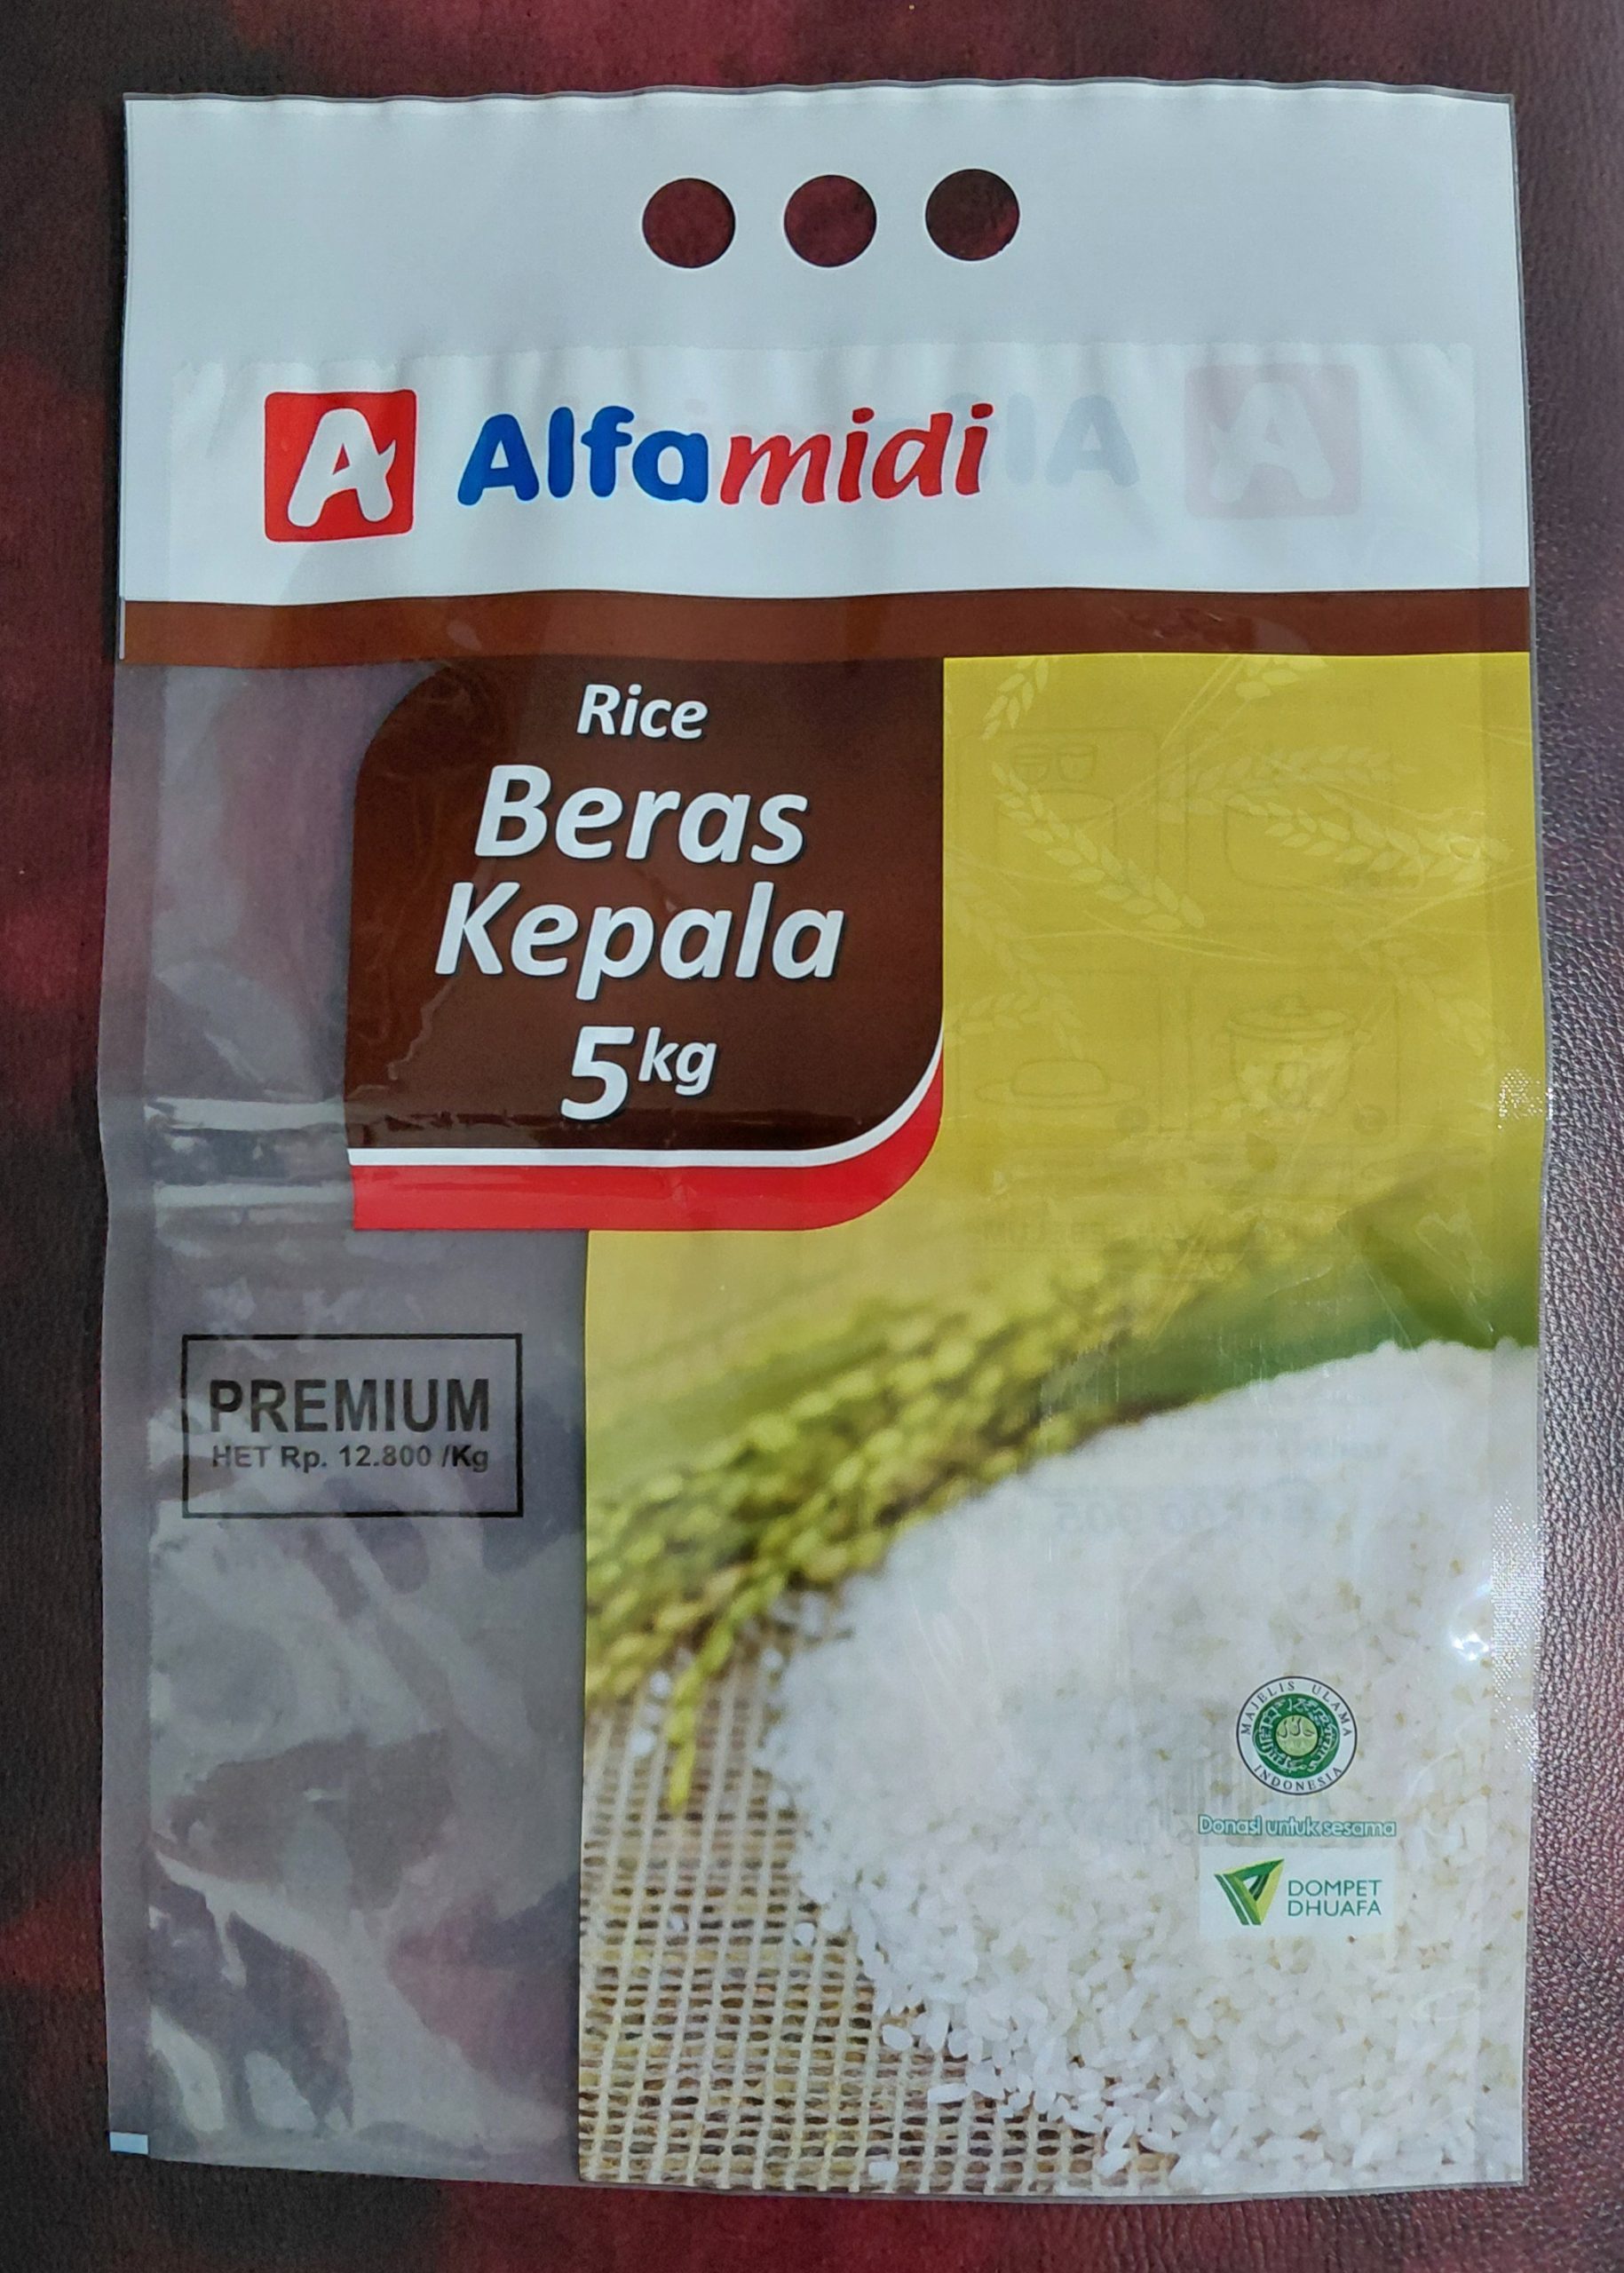 A Alfamidi
Rice
Beras
Kepala
5kg
PREMIUM
HET Rp. 12.800 /Kg
MAJELIS ULAMA
INDONESIA
Donasi untuk sesama
DOMPET
DHUAFA